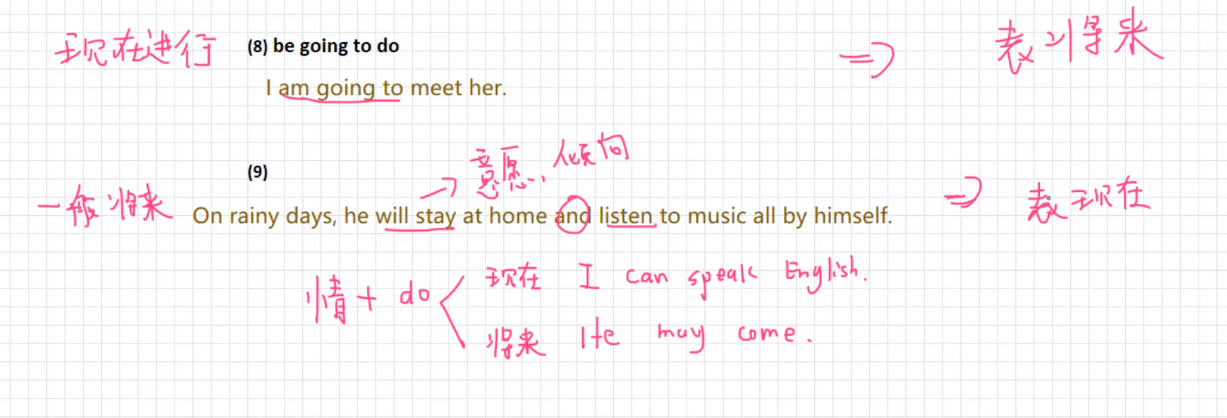 现在进行 (8) be going to do ⇒ 表将来
I am going to meet her.
→ 意愿、倾向
(9)
一般将来 On rainy days, he will stay at home and listen to music all by himself. ⇒ 表现在
情+ do
现在 I can speak English.
将来 He may come.